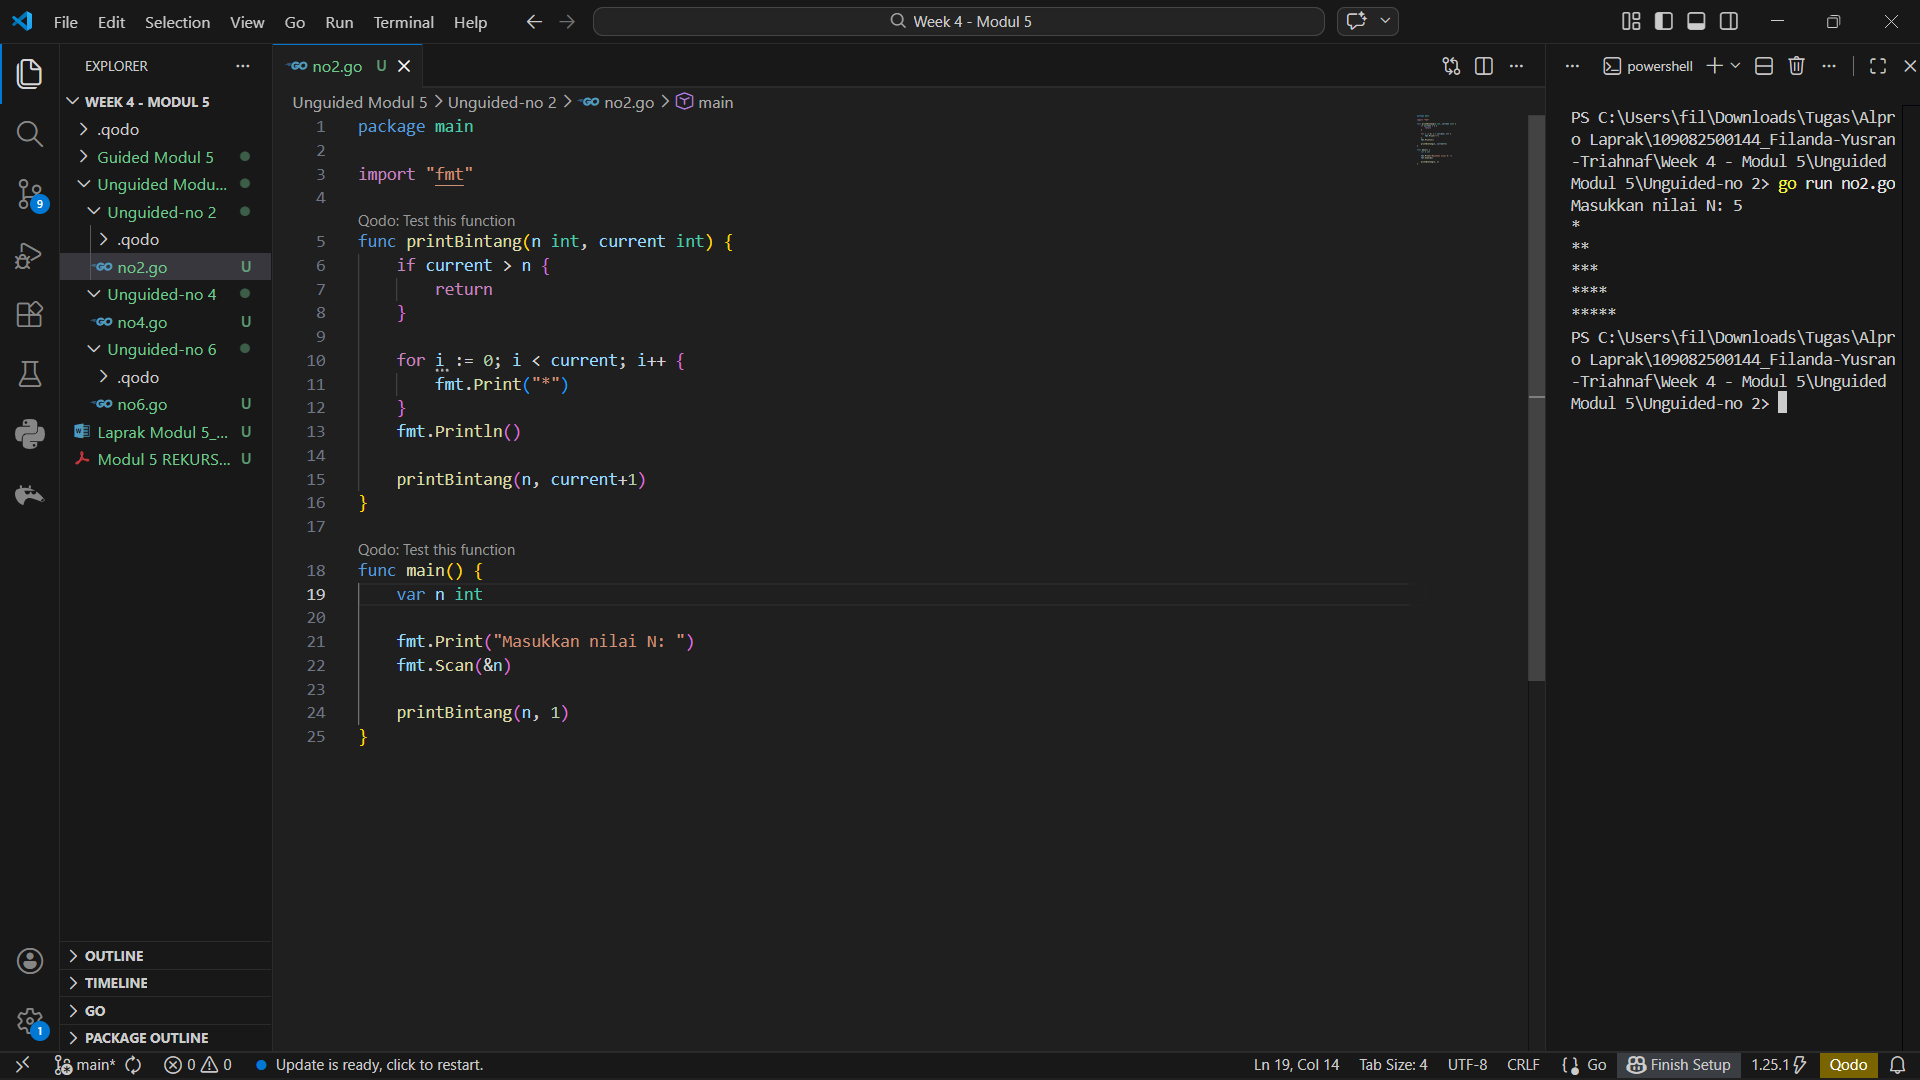 File Edit Selection View Go Run Terminal Help
Week 4 - Modul 5
EXPLORER
WEEK 4 - MODUL 5
.qodo
Guided Modul 5
Unguided Modu...
Unguided-no 2
.qodo
no2.go U
Unguided-no 4
no4.go U
Unguided-no 6
.qodo
no6.go U
Laprak Modul 5_... U
Modul 5 REKURS... U
OUTLINE
TIMELINE
GO
PACKAGE OUTLINE
9
1
GO no2.go U
Unguided Modul 5 > Unguided-no 2 > GO no2.go > main
1 package main
2
3 import "fmt"
4
Qodo: Test this function
5 func printBintang(n int, current int) {
6 if current > n {
7 return
8 }
9
10 for i := 0; i < current; i++ {
11 fmt.Print("*")
12 }
13 fmt.Println()
14
15 printBintang(n, current+1)
16 }
17
Qodo: Test this function
18 func main() {
19 var n int
20
21 fmt.Print("Masukkan nilai N: ")
22 fmt.Scan(&n)
23
24 printBintang(n, 1)
25 }
powershell
PS C:\Users\fil\Downloads\Tugas\Alpr
o Laprak\109082500144_Filanda-Yusran
-Triahnaf\Week 4 - Modul 5\Unguided
Modul 5\Unguided-no 2> go run no2.go
Masukkan nilai N: 5
*
**
***
****
*****
PS C:\Users\fil\Downloads\Tugas\Alpr
o Laprak\109082500144_Filanda-Yusran
-Triahnaf\Week 4 - Modul 5\Unguided
Modul 5\Unguided-no 2>
main* 0 0 Update is ready, click to restart. Ln 19, Col 14 Tab Size: 4 UTF-8 CRLF { } Go Finish Setup 1.25.1 Qodo